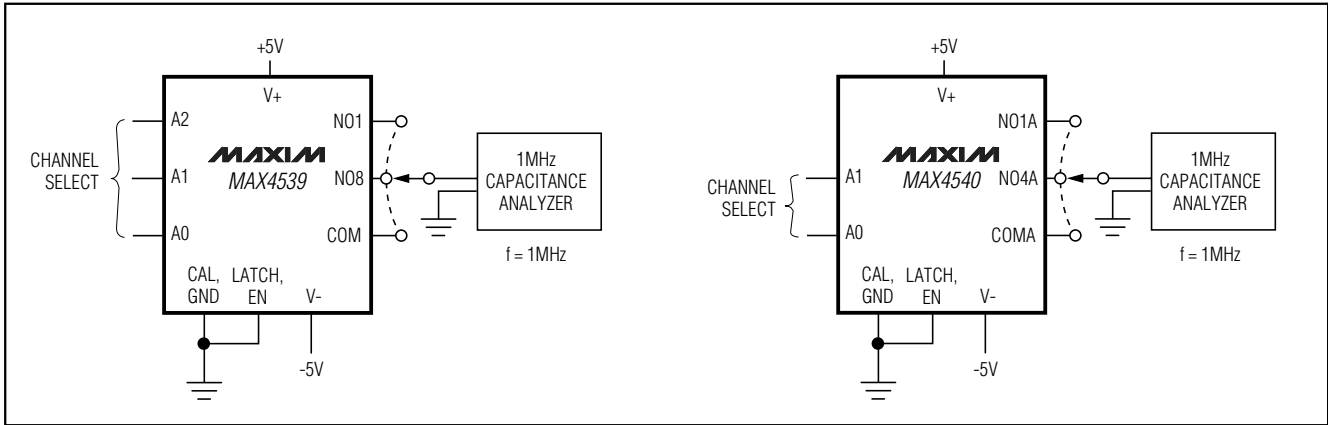 +5V
V+
A2
NO1
CHANNEL
SELECT
MAXIM
MAX4539
A1
NO8
1MHz
CAPACITANCE
ANALYZER
A0
COM
f = 1MHz
CAL,
GND
LATCH,
EN
V-
-5V
+5V
V+
NO1A
CHANNEL
SELECT
MAXIM
MAX4540
A1
NO4A
1MHz
CAPACITANCE
ANALYZER
A0
COMA
f = 1MHz
CAL,
GND
LATCH,
EN
V-
-5V